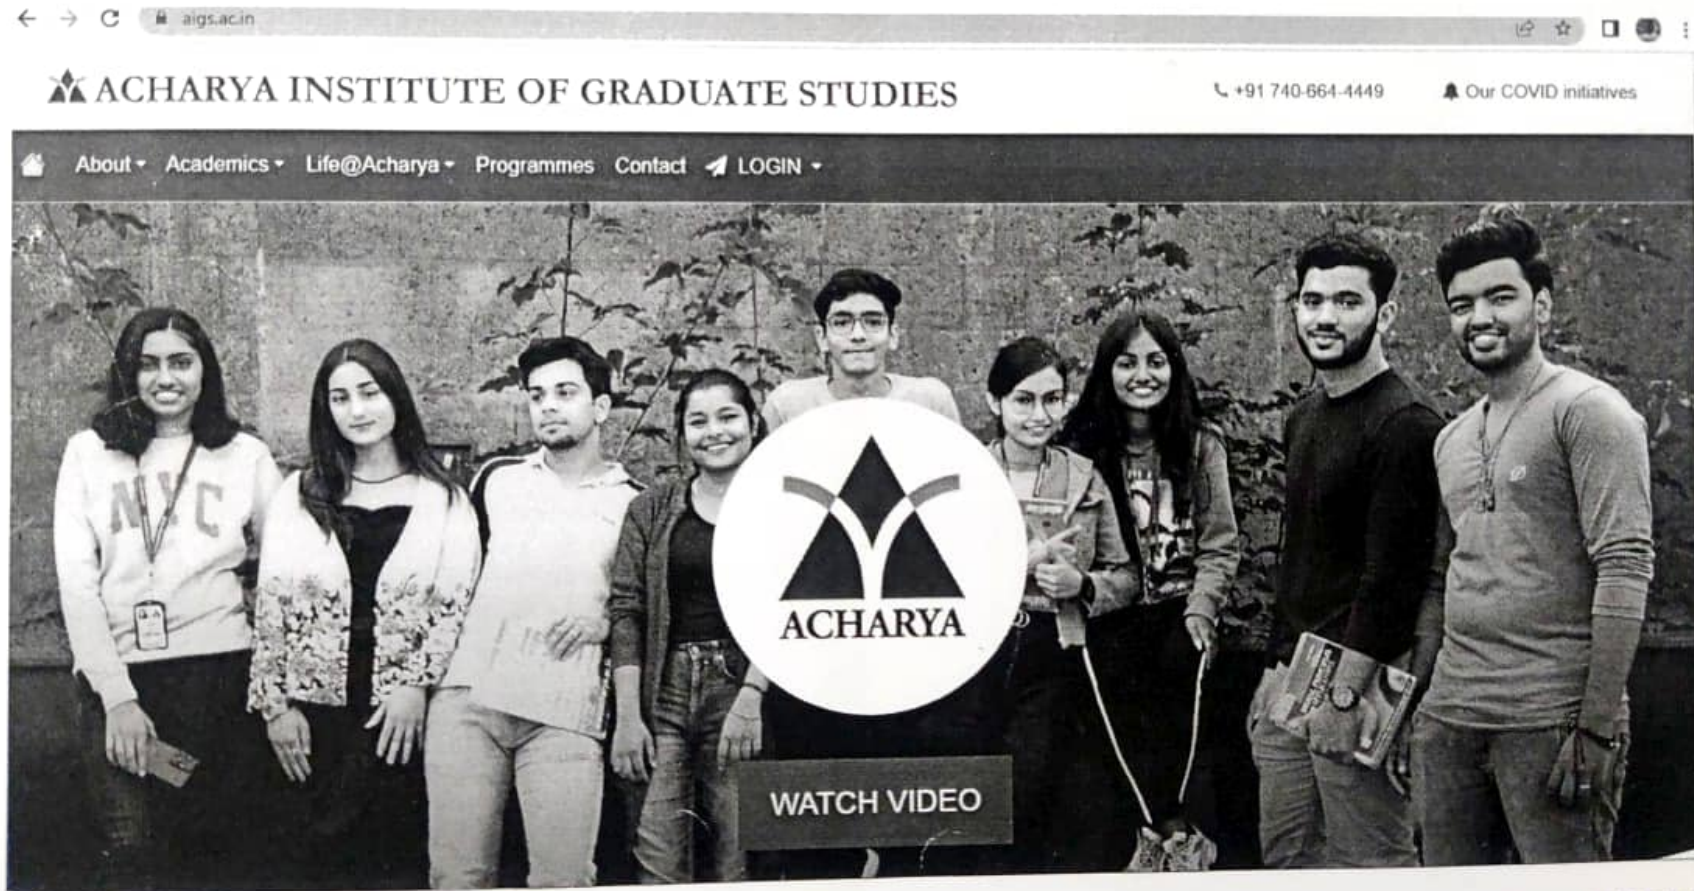 aigs.ac.in
ACHARYA INSTITUTE OF GRADUATE STUDIES
+91 740-664-4449
Our COVID initiatives
About
Academics
Life@Acharya
Programmes
Contact
LOGIN
NYC
ACHARYA
WATCH VIDEO